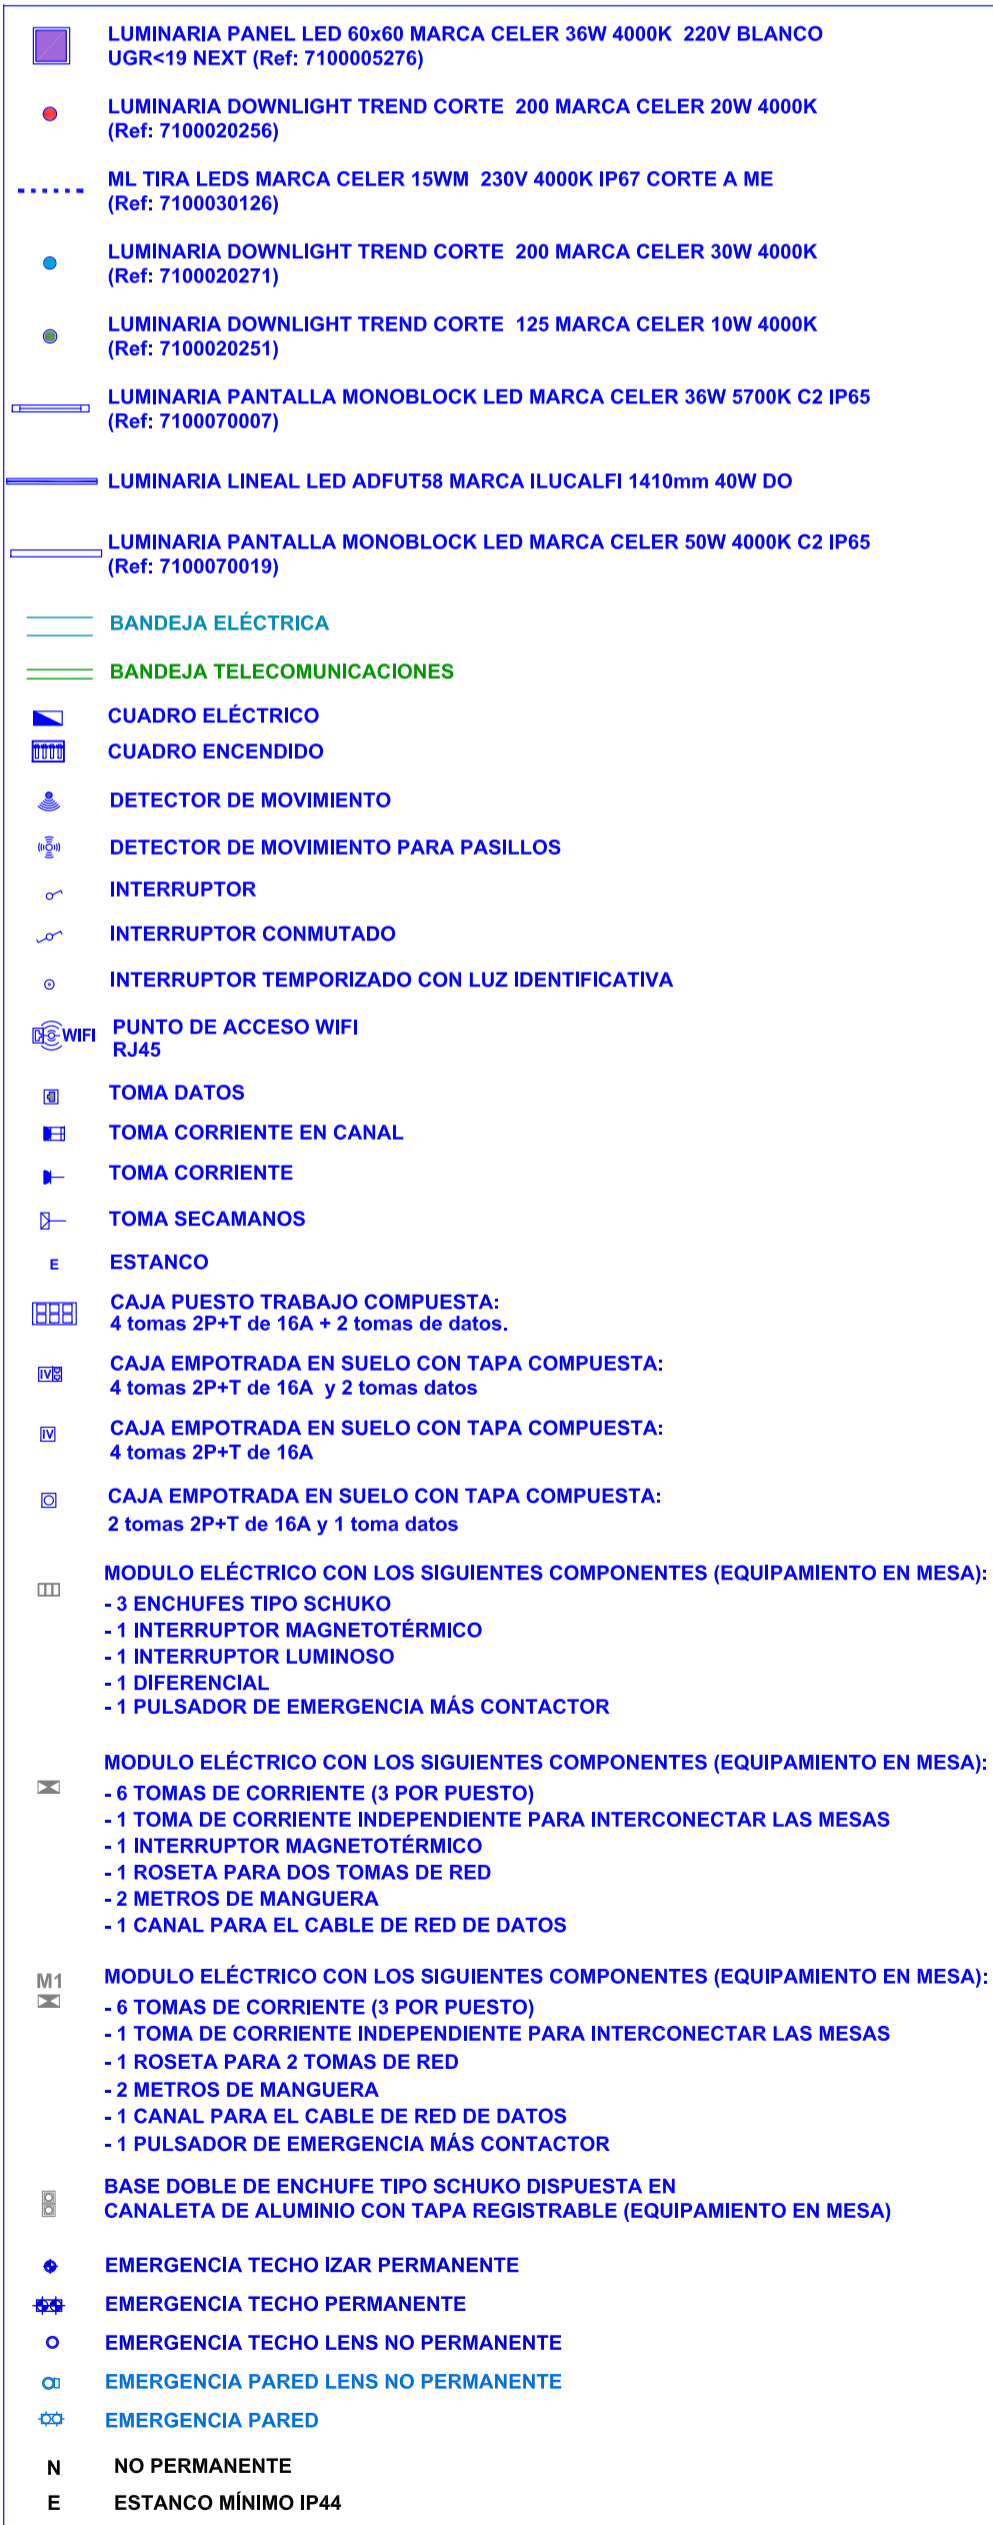 LUMINARIA PANEL LED 60x60 MARCA CELER 36W 4000K 220V BLANCO
UGR<19 NEXT (Ref: 7100005276)
LUMINARIA DOWNLIGHT TREND CORTE 200 MARCA CELER 20W 4000K
(Ref: 7100020256)
ML TIRA LEDS MARCA CELER 15WM 230V 4000K IP67 CORTE A ME
(Ref: 7100030126)
LUMINARIA DOWNLIGHT TREND CORTE 200 MARCA CELER 30W 4000K
(Ref: 7100020271)
LUMINARIA DOWNLIGHT TREND CORTE 125 MARCA CELER 10W 4000K
(Ref: 7100020251)
LUMINARIA PANTALLA MONOBLOCK LED MARCA CELER 36W 5700K C2 IP65
(Ref: 7100070007)
LUMINARIA LINEAL LED ADFUT58 MARCA ILUCALFI 1410mm 40W DO
LUMINARIA PANTALLA MONOBLOCK LED MARCA CELER 50W 4000K C2 IP65
(Ref: 7100070019)
BANDEJA ELÉCTRICA
BANDEJA TELECOMUNICACIONES
CUADRO ELÉCTRICO
CUADRO ENCENDIDO
DETECTOR DE MOVIMIENTO
DETECTOR DE MOVIMIENTO PARA PASILLOS
INTERRUPTOR
INTERRUPTOR CONMUTADO
INTERRUPTOR TEMPORIZADO CON LUZ IDENTIFICATIVA
WIFI PUNTO DE ACCESO WIFI
RJ45
TOMA DATOS
TOMA CORRIENTE EN CANAL
TOMA CORRIENTE
TOMA SECAMANOS
E ESTANCO
CAJA PUESTO TRABAJO COMPUESTA:
4 tomas 2P+T de 16A + 2 tomas de datos.
IV CAJA EMPOTRADA EN SUELO CON TAPA COMPUESTA:
4 tomas 2P+T de 16A y 2 tomas datos
IV CAJA EMPOTRADA EN SUELO CON TAPA COMPUESTA:
4 tomas 2P+T de 16A
CAJA EMPOTRADA EN SUELO CON TAPA COMPUESTA:
2 tomas 2P+T de 16A y 1 toma datos
MODULO ELÉCTRICO CON LOS SIGUIENTES COMPONENTES (EQUIPAMIENTO EN MESA):
- 3 ENCHUFES TIPO SCHUKO
- 1 INTERRUPTOR MAGNETOTÉRMICO
- 1 INTERRUPTOR LUMINOSO
- 1 DIFERENCIAL
- 1 PULSADOR DE EMERGENCIA MÁS CONTACTOR
MODULO ELÉCTRICO CON LOS SIGUIENTES COMPONENTES (EQUIPAMIENTO EN MESA):
- 6 TOMAS DE CORRIENTE (3 POR PUESTO)
- 1 TOMA DE CORRIENTE INDEPENDIENTE PARA INTERCONECTAR LAS MESAS
- 1 INTERRUPTOR MAGNETOTÉRMICO
- 1 ROSETA PARA DOS TOMAS DE RED
- 2 METROS DE MANGUERA
- 1 CANAL PARA EL CABLE DE RED DE DATOS
M1 MODULO ELÉCTRICO CON LOS SIGUIENTES COMPONENTES (EQUIPAMIENTO EN MESA):
- 6 TOMAS DE CORRIENTE (3 POR PUESTO)
- 1 TOMA DE CORRIENTE INDEPENDIENTE PARA INTERCONECTAR LAS MESAS
- 1 ROSETA PARA 2 TOMAS DE RED
- 2 METROS DE MANGUERA
- 1 CANAL PARA EL CABLE DE RED DE DATOS
- 1 PULSADOR DE EMERGENCIA MÁS CONTACTOR
BASE DOBLE DE ENCHUFE TIPO SCHUKO DISPUESTA EN
CANALETA DE ALUMINIO CON TAPA REGISTRABLE (EQUIPAMIENTO EN MESA)
EMERGENCIA TECHO IZAR PERMANENTE
EMERGENCIA TECHO PERMANENTE
EMERGENCIA TECHO LENS NO PERMANENTE
EMERGENCIA PARED LENS NO PERMANENTE
EMERGENCIA PARED
N NO PERMANENTE
E ESTANCO MÍNIMO IP44